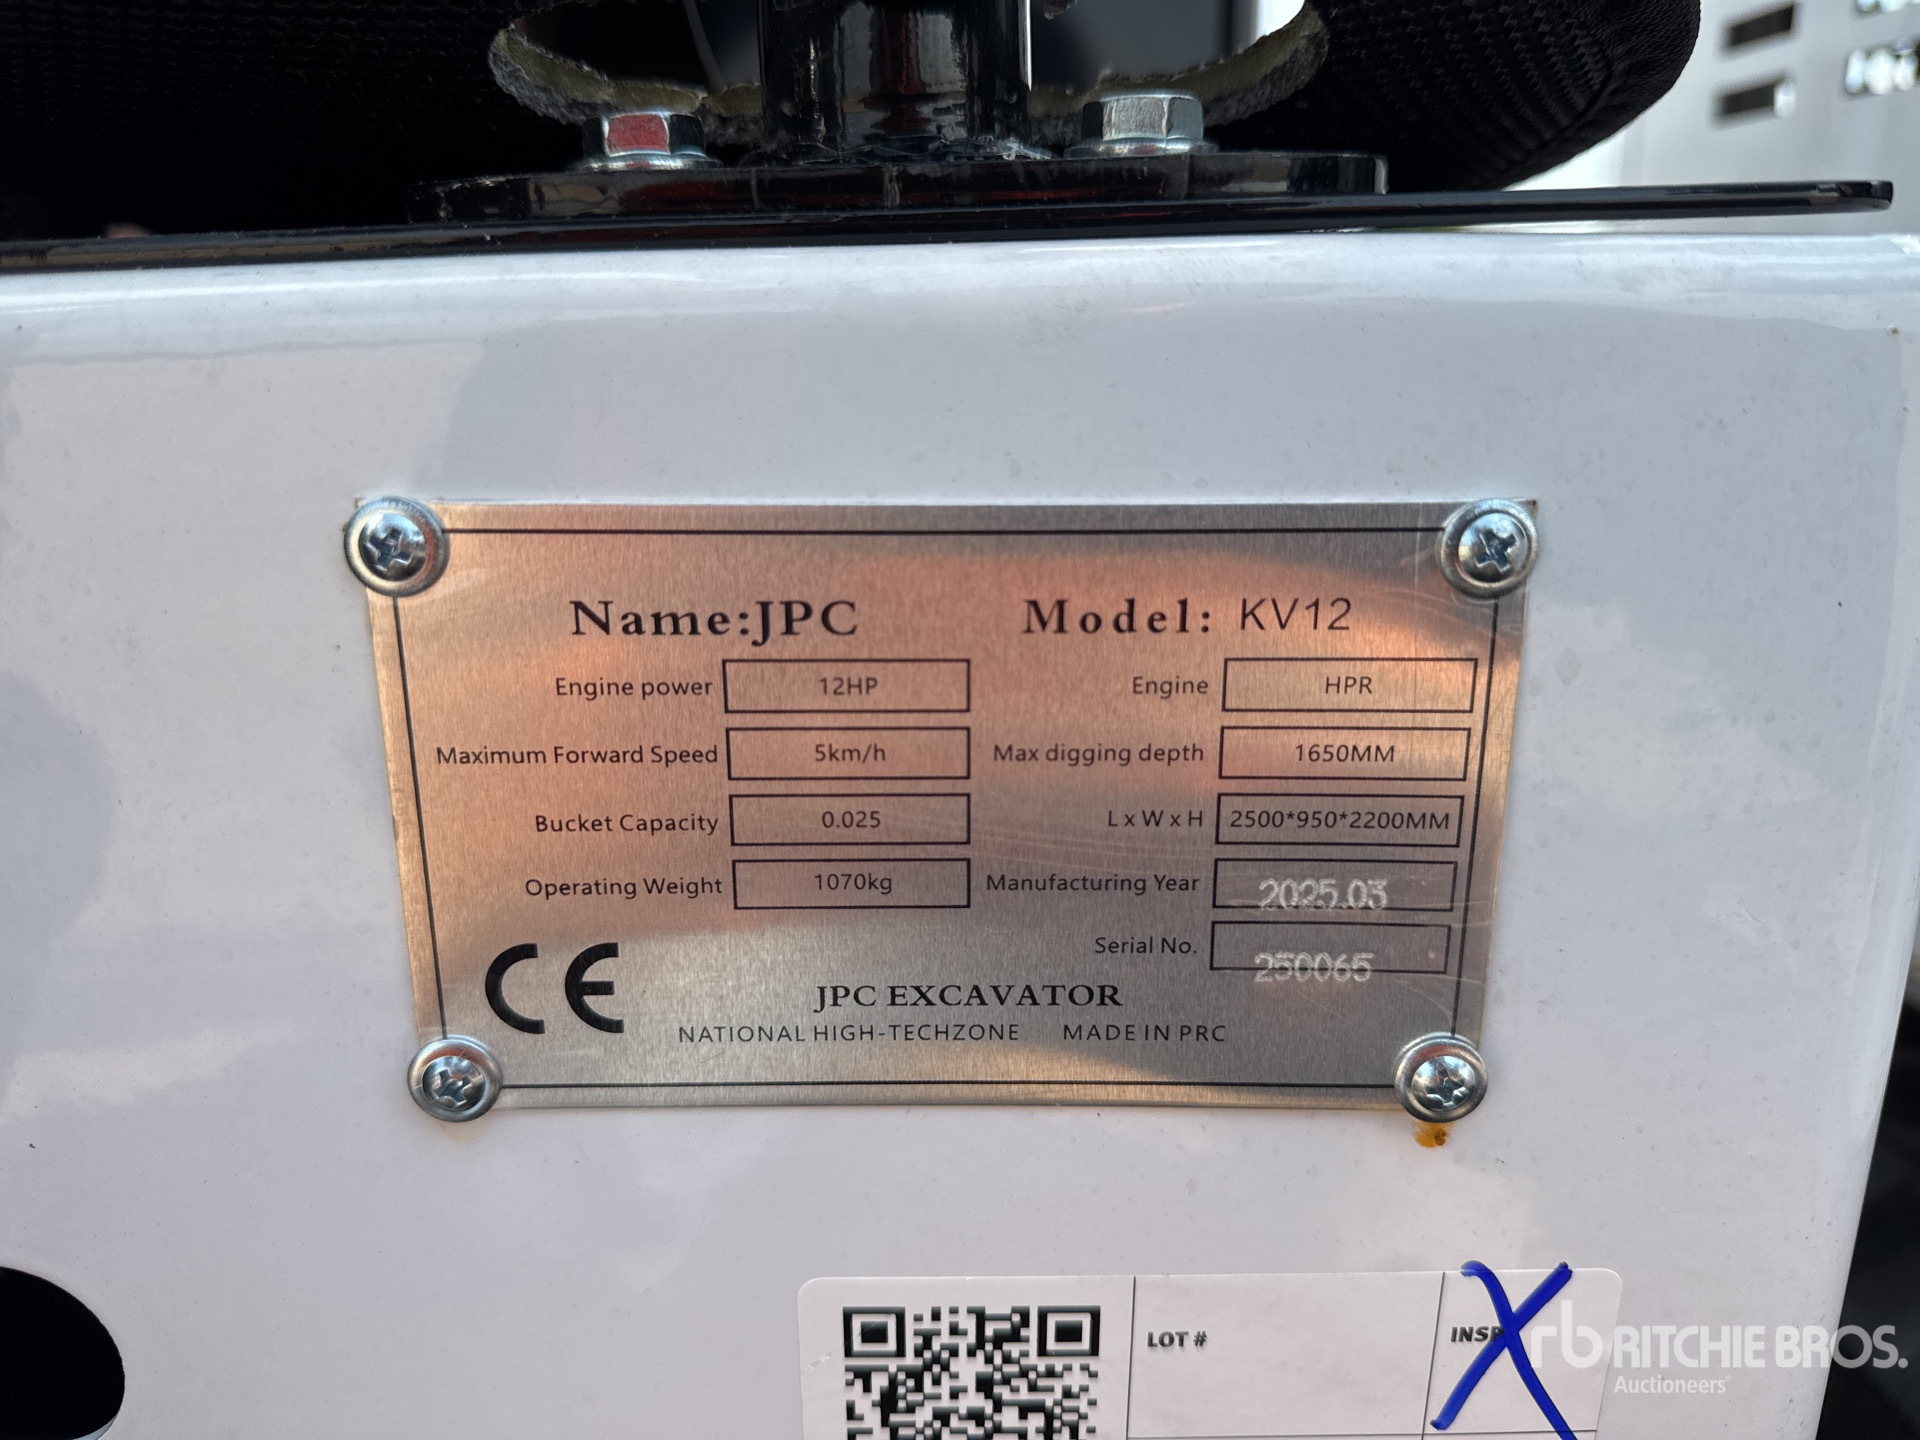 Name:JPC Model: KV12
Engine power 12HP Engine HPR
Maximum Forward Speed 5km/h Max digging depth 1650MM
Bucket Capacity 0.025 L x W x H 2500*950*2200MM
Operating Weight 1070kg Manufacturing Year 2025.03
Serial No. 250065
CE
JPC EXCAVATOR
NATIONAL HIGH-TECHZONE MADE IN PRC
LOT #
X
rb RITCHIE BROS.
Auctioneers